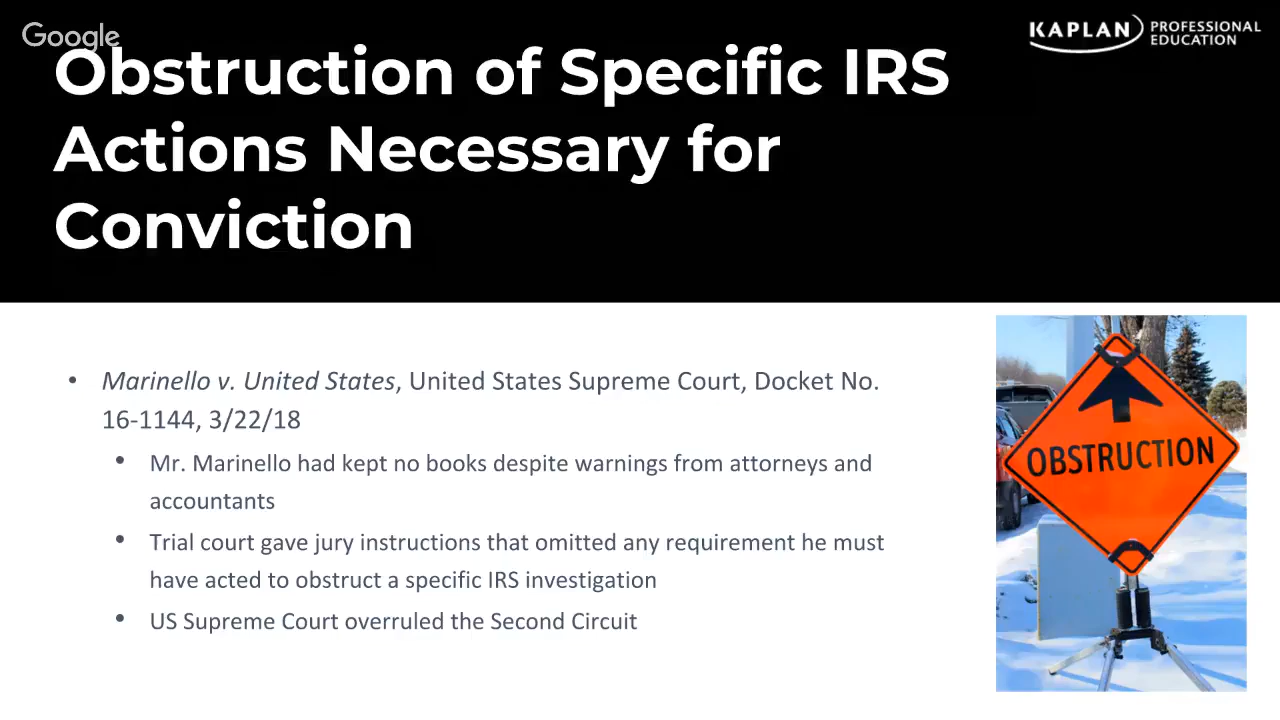 Google
KAPLAN PROFESSIONAL
EDUCATION
Obstruction of Specific IRS
Actions Necessary for
Conviction
• Marinello v. United States, United States Supreme Court, Docket No.
16-1144, 3/22/18
• Mr. Marinello had kept no books despite warnings from attorneys and
accountants
• Trial court gave jury instructions that omitted any requirement he must
have acted to obstruct a specific IRS investigation
• US Supreme Court overruled the Second Circuit
OBSTRUCTION